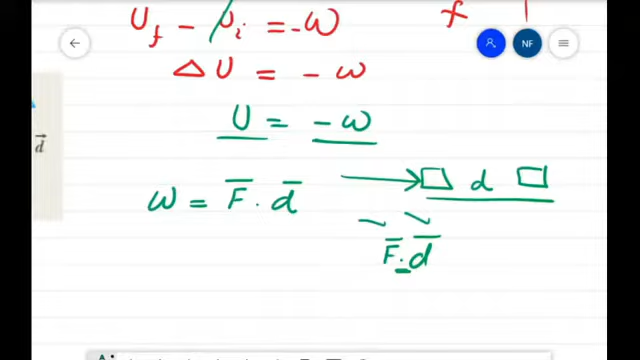 U_f - U_i = -W
f
NF
ΔU = -W
U = -W
d⃗
W = F̅ · d̅
d
F̅ · d̅